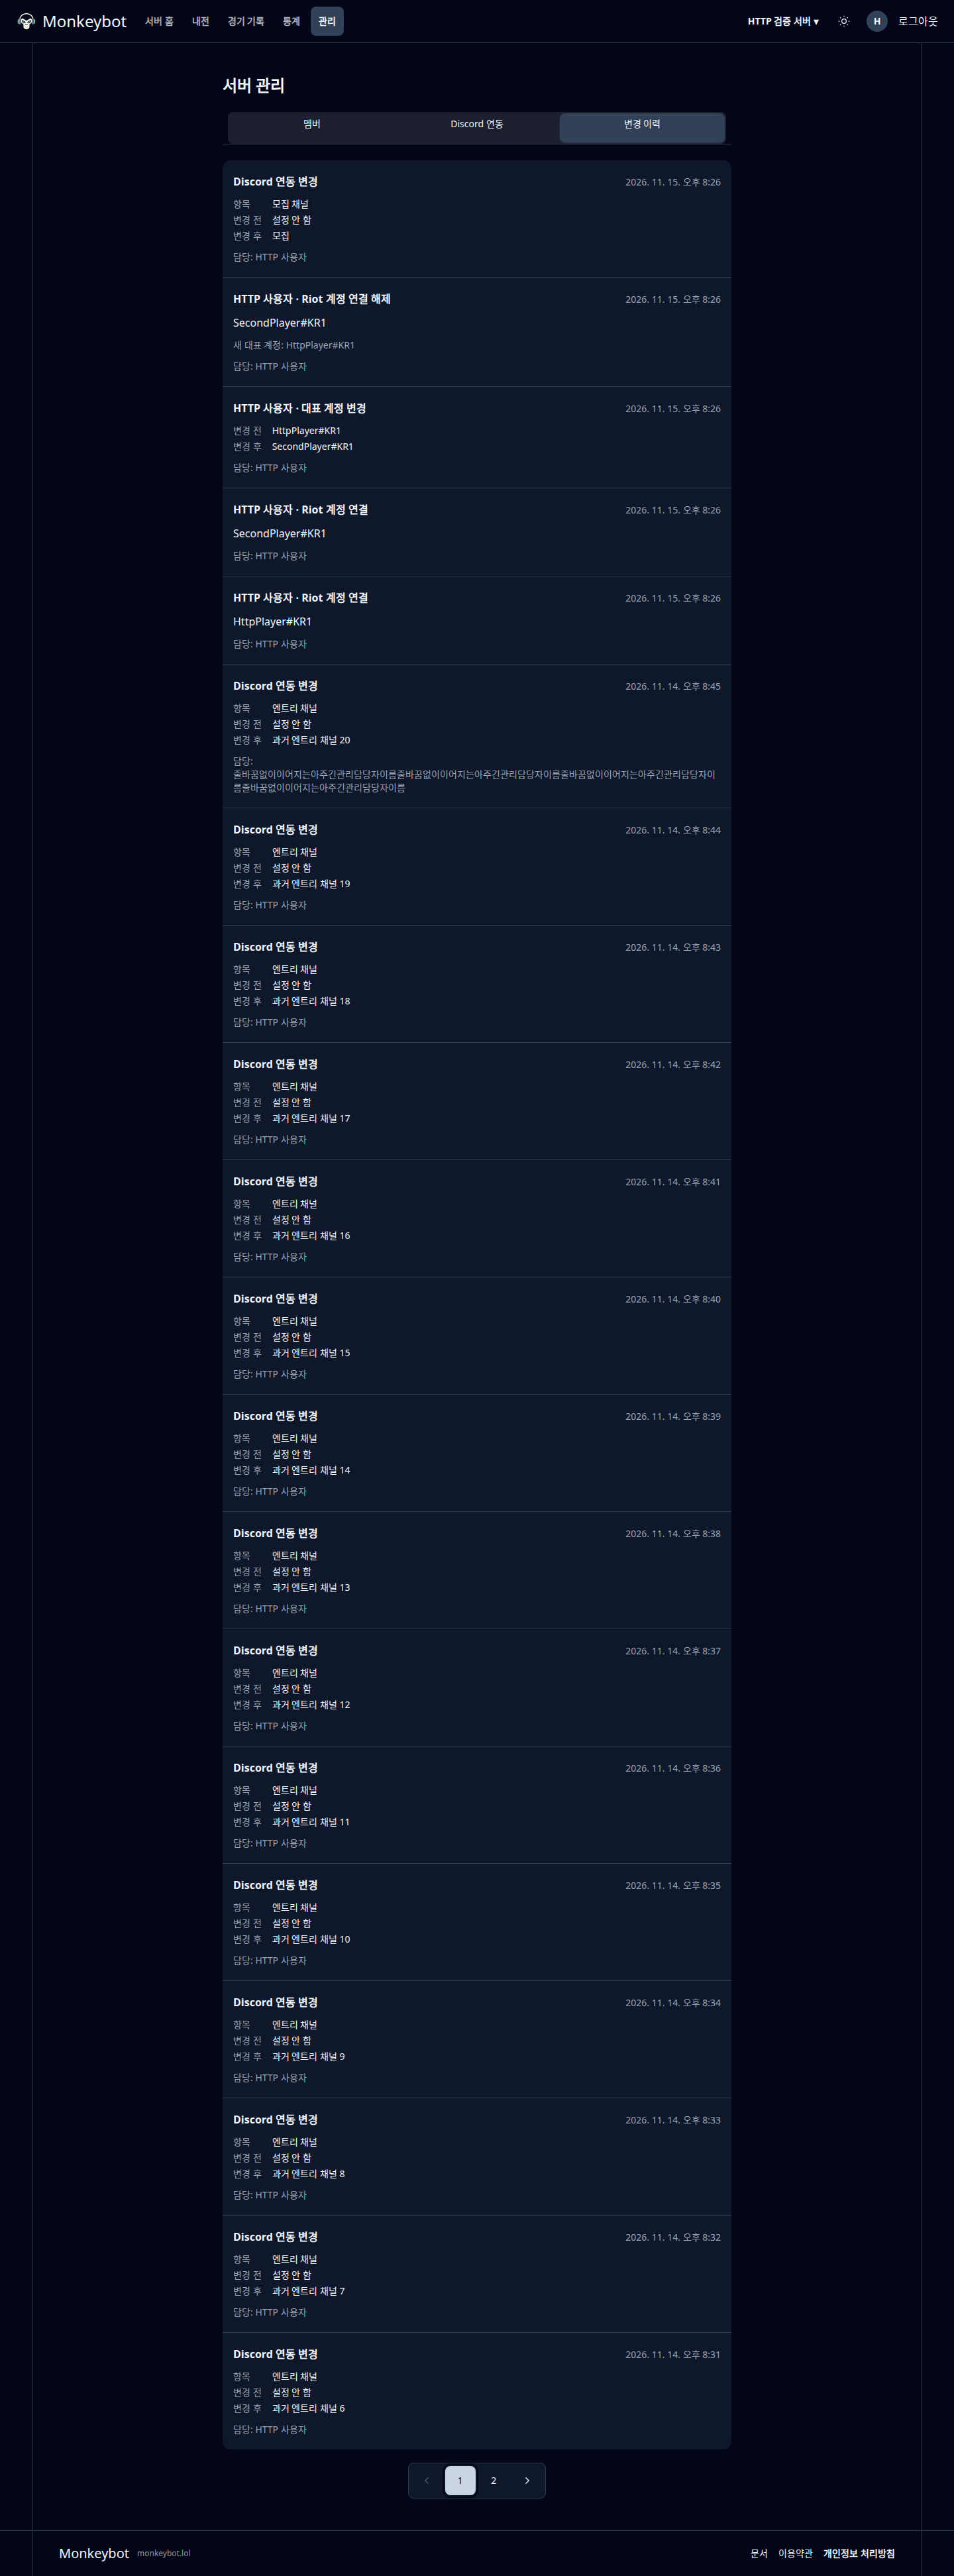 Monkeybot 서버 홈 내전 경기 기록 통계 관리 HTTP 검증 서버 ▾ H 로그아웃
서버 관리
멤버 Discord 연동 변경 이력
Discord 연동 변경 2026. 11. 15. 오후 8:26
항목 모집 채널
변경 전 설정 안 함
변경 후 모집
담당: HTTP 사용자
HTTP 사용자 · Riot 계정 연결 해제 2026. 11. 15. 오후 8:26
SecondPlayer#KR1
새 대표 계정: HttpPlayer#KR1
담당: HTTP 사용자
HTTP 사용자 · 대표 계정 변경 2026. 11. 15. 오후 8:26
변경 전 HttpPlayer#KR1
변경 후 SecondPlayer#KR1
담당: HTTP 사용자
HTTP 사용자 · Riot 계정 연결 2026. 11. 15. 오후 8:26
SecondPlayer#KR1
담당: HTTP 사용자
HTTP 사용자 · Riot 계정 연결 2026. 11. 15. 오후 8:26
HttpPlayer#KR1
담당: HTTP 사용자
Discord 연동 변경 2026. 11. 14. 오후 8:45
항목 엔트리 채널
변경 전 설정 안 함
변경 후 과거 엔트리 채널 20
담당:
줄바꿈없이이어지는아주긴관리담당자이름줄바꿈없이이어지는아주긴관리담당자이름줄바꿈없이이어지는아주긴관리담당자이
름줄바꿈없이이어지는아주긴관리담당자이름
Discord 연동 변경 2026. 11. 14. 오후 8:44
항목 엔트리 채널
변경 전 설정 안 함
변경 후 과거 엔트리 채널 19
담당: HTTP 사용자
Discord 연동 변경 2026. 11. 14. 오후 8:43
항목 엔트리 채널
변경 전 설정 안 함
변경 후 과거 엔트리 채널 18
담당: HTTP 사용자
Discord 연동 변경 2026. 11. 14. 오후 8:42
항목 엔트리 채널
변경 전 설정 안 함
변경 후 과거 엔트리 채널 17
담당: HTTP 사용자
Discord 연동 변경 2026. 11. 14. 오후 8:41
항목 엔트리 채널
변경 전 설정 안 함
변경 후 과거 엔트리 채널 16
담당: HTTP 사용자
Discord 연동 변경 2026. 11. 14. 오후 8:40
항목 엔트리 채널
변경 전 설정 안 함
변경 후 과거 엔트리 채널 15
담당: HTTP 사용자
Discord 연동 변경 2026. 11. 14. 오후 8:39
항목 엔트리 채널
변경 전 설정 안 함
변경 후 과거 엔트리 채널 14
담당: HTTP 사용자
Discord 연동 변경 2026. 11. 14. 오후 8:38
항목 엔트리 채널
변경 전 설정 안 함
변경 후 과거 엔트리 채널 13
담당: HTTP 사용자
Discord 연동 변경 2026. 11. 14. 오후 8:37
항목 엔트리 채널
변경 전 설정 안 함
변경 후 과거 엔트리 채널 12
담당: HTTP 사용자
Discord 연동 변경 2026. 11. 14. 오후 8:36
항목 엔트리 채널
변경 전 설정 안 함
변경 후 과거 엔트리 채널 11
담당: HTTP 사용자
Discord 연동 변경 2026. 11. 14. 오후 8:35
항목 엔트리 채널
변경 전 설정 안 함
변경 후 과거 엔트리 채널 10
담당: HTTP 사용자
Discord 연동 변경 2026. 11. 14. 오후 8:34
항목 엔트리 채널
변경 전 설정 안 함
변경 후 과거 엔트리 채널 9
담당: HTTP 사용자
Discord 연동 변경 2026. 11. 14. 오후 8:33
항목 엔트리 채널
변경 전 설정 안 함
변경 후 과거 엔트리 채널 8
담당: HTTP 사용자
Discord 연동 변경 2026. 11. 14. 오후 8:32
항목 엔트리 채널
변경 전 설정 안 함
변경 후 과거 엔트리 채널 7
담당: HTTP 사용자
Discord 연동 변경 2026. 11. 14. 오후 8:31
항목 엔트리 채널
변경 전 설정 안 함
변경 후 과거 엔트리 채널 6
담당: HTTP 사용자
1 2
Monkeybot monkeybot.lol 문서 이용약관 개인정보 처리방침